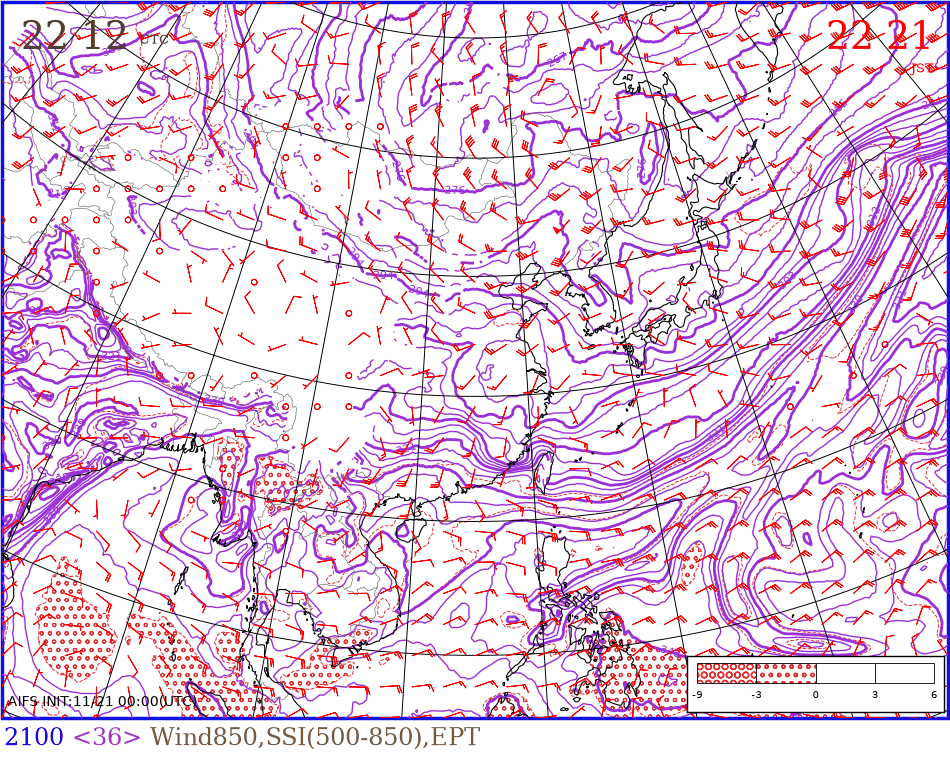 22 12 UTC
22 21
JST
AIFS INIT:11/21 00:00(UTC)
-9 -3 0 3 6
2100 <36> Wind850,SSI(500-850),EPT